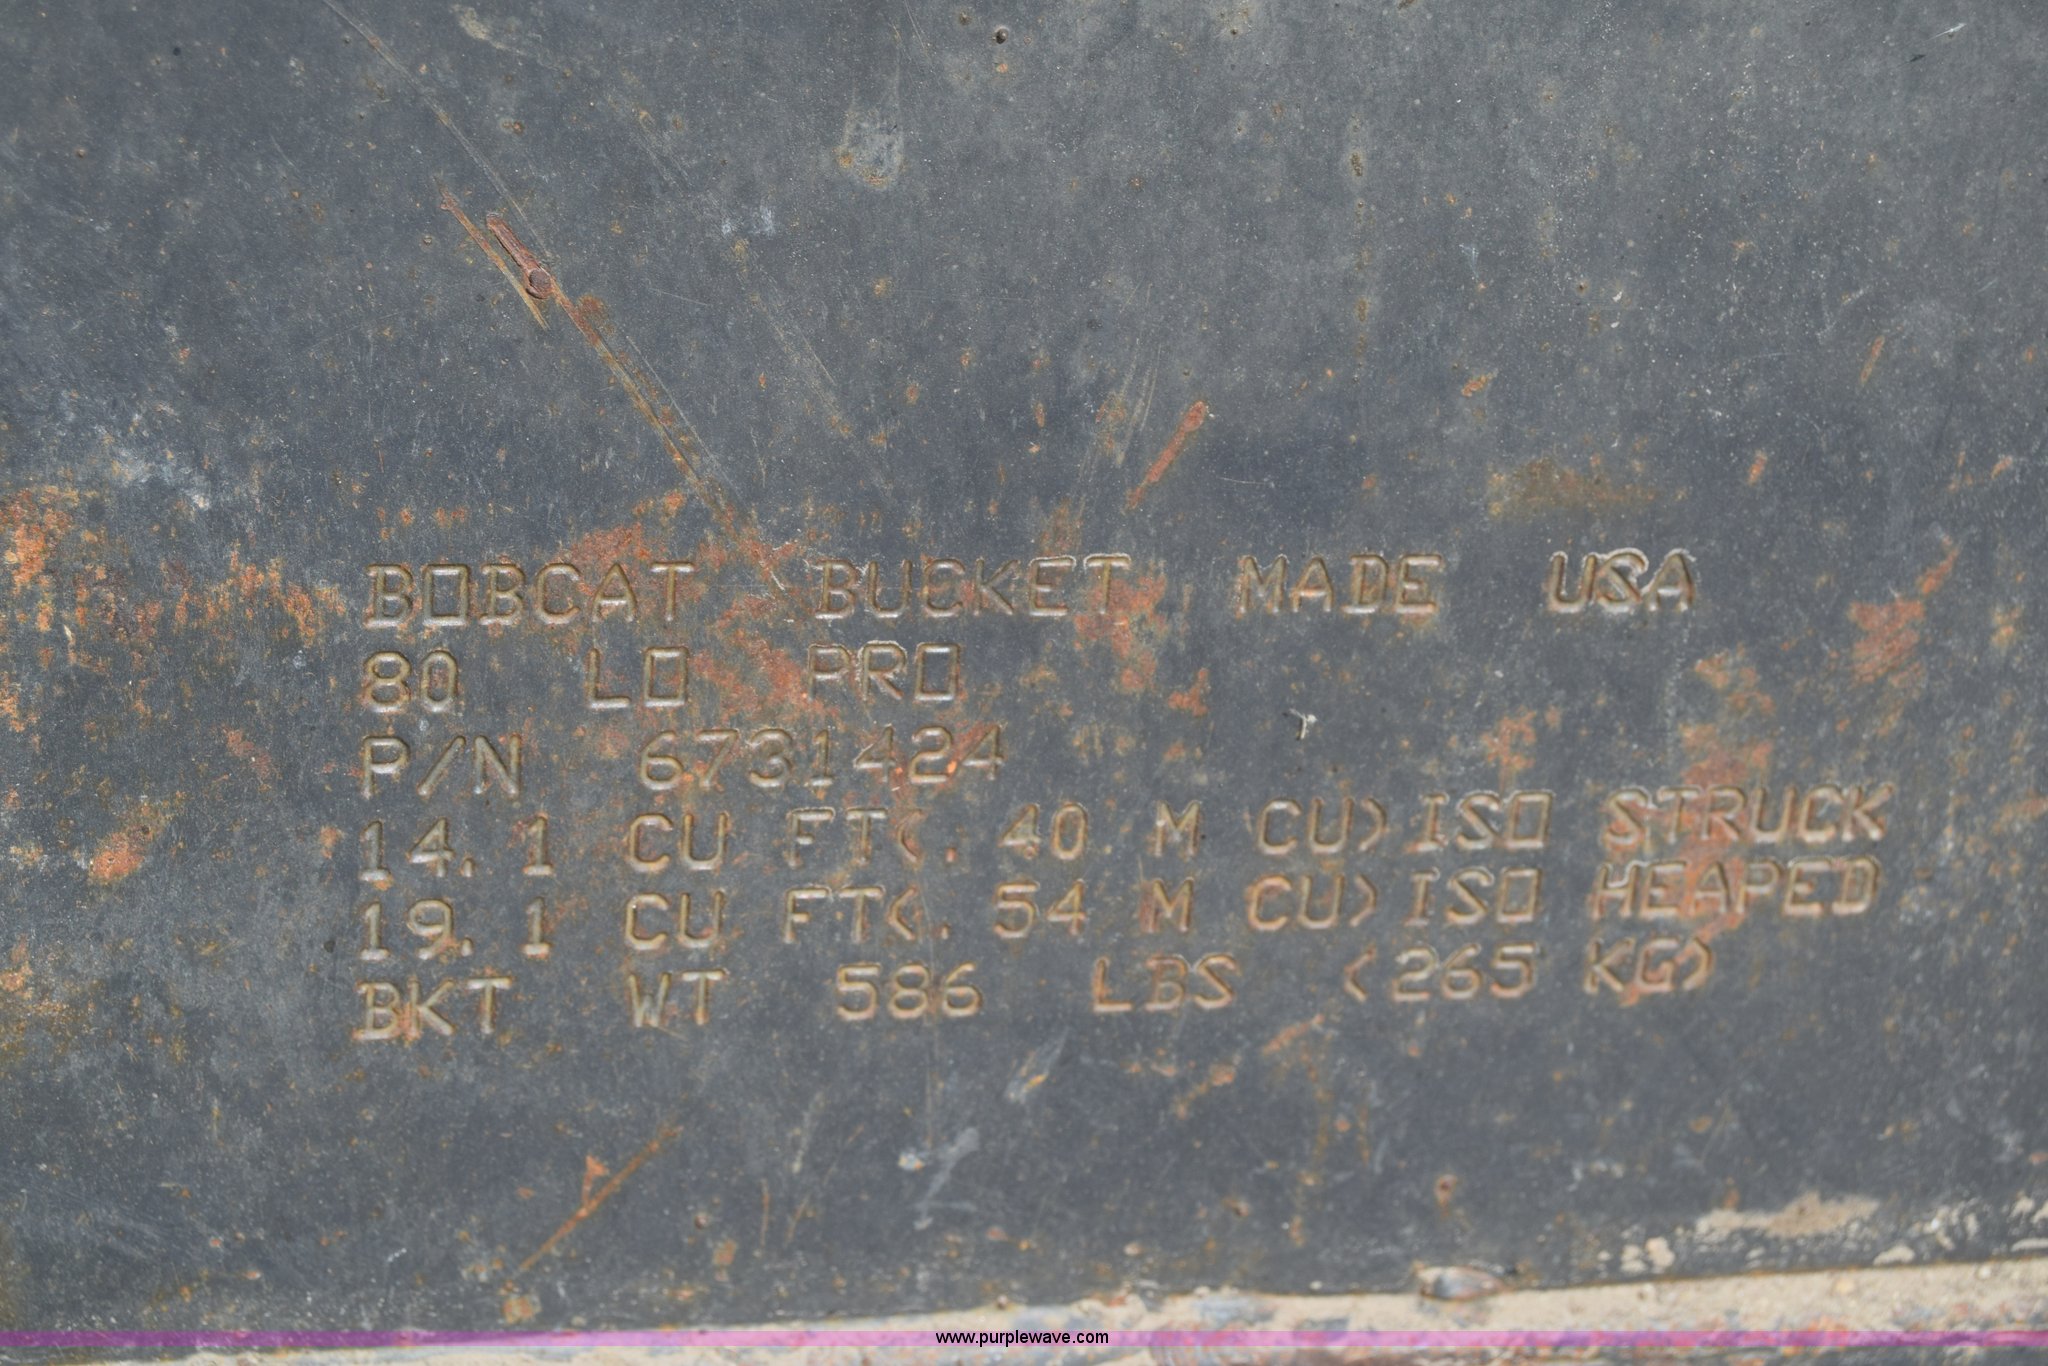 BOBCAT BUCKET MADE USA
80 LO PRO
P/N 6731424
14.1 CU FT(.40 M CU)ISO STRUCK
19.1 CU FT(.54 M CU)ISO HEAPED
BKT WT 586 LBS (265 KG)
www.purplewave.com